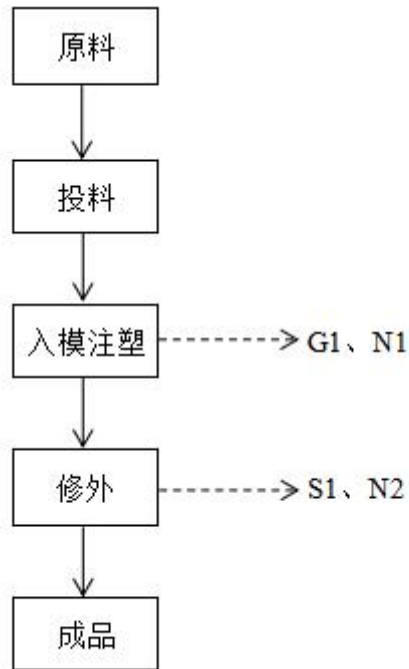 原料
投料
入模注塑
G1、N1
修外
S1、N2
成品